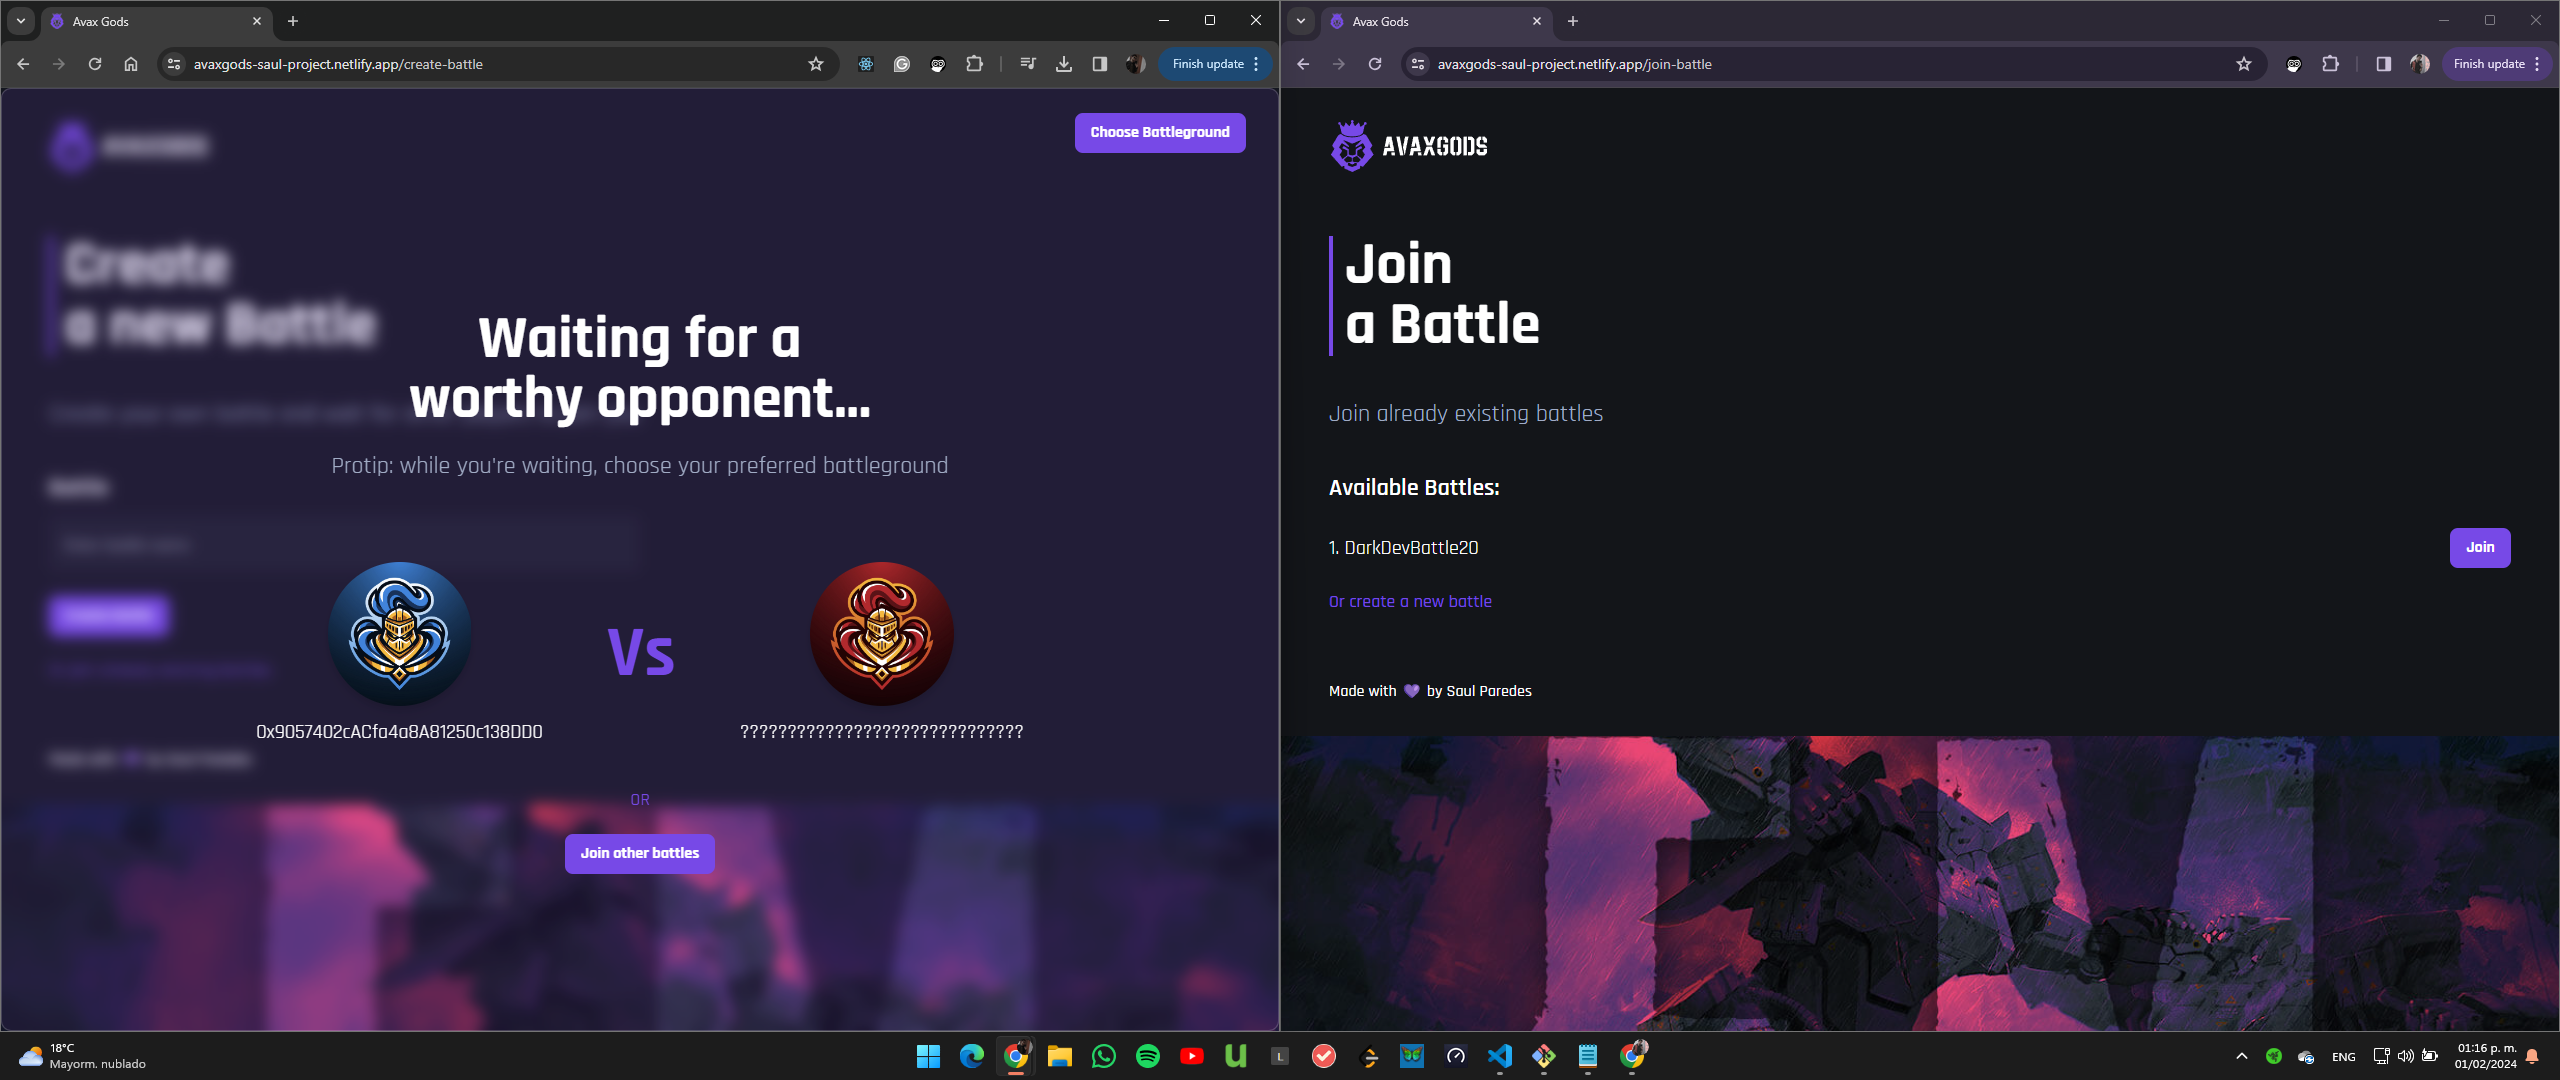 Avax Gods
avaxgods-saul-project.netlify.app/create-battle
Finish update
Choose Battleground
AVAXGODS
Create
a new Battle
Waiting for a
worthy opponent...
Protip: while you're waiting, choose your preferred battleground
Battle
Vs
0x9057402cACfa4a8A81250c138DD0
??????????????????????????????
OR
Join other battles
Avax Gods
avaxgods-saul-project.netlify.app/join-battle
Finish update
AVAXGODS
Join
a Battle
Join already existing battles
Available Battles:
1. DarkDevBattle20
Join
Or create a new battle
Made with 💜 by Saul Paredes
18°C
Mayorm. nublado
L
ENG
01:16 p. m.
01/02/2024